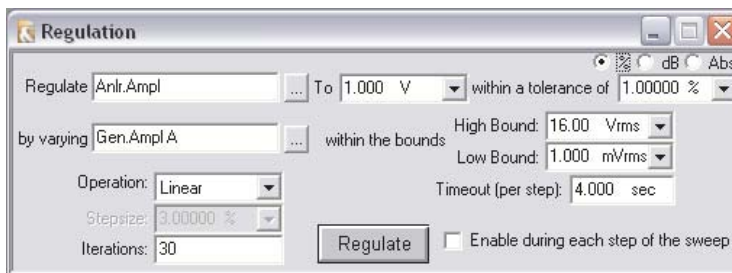 Regulation
% dB Abs
Regulate Anlr.Ampl ... To 1.000 V within a tolerance of 1.00000 %
by varying Gen.Ampl.A ... within the bounds High Bound: 16.00 Vrms
Low Bound: 1.000 mVrms
Operation: Linear Timeout (per step): 4.000 sec
Stepsize: 3.00000 %
Iterations: 30 Regulate Enable during each step of the sweep